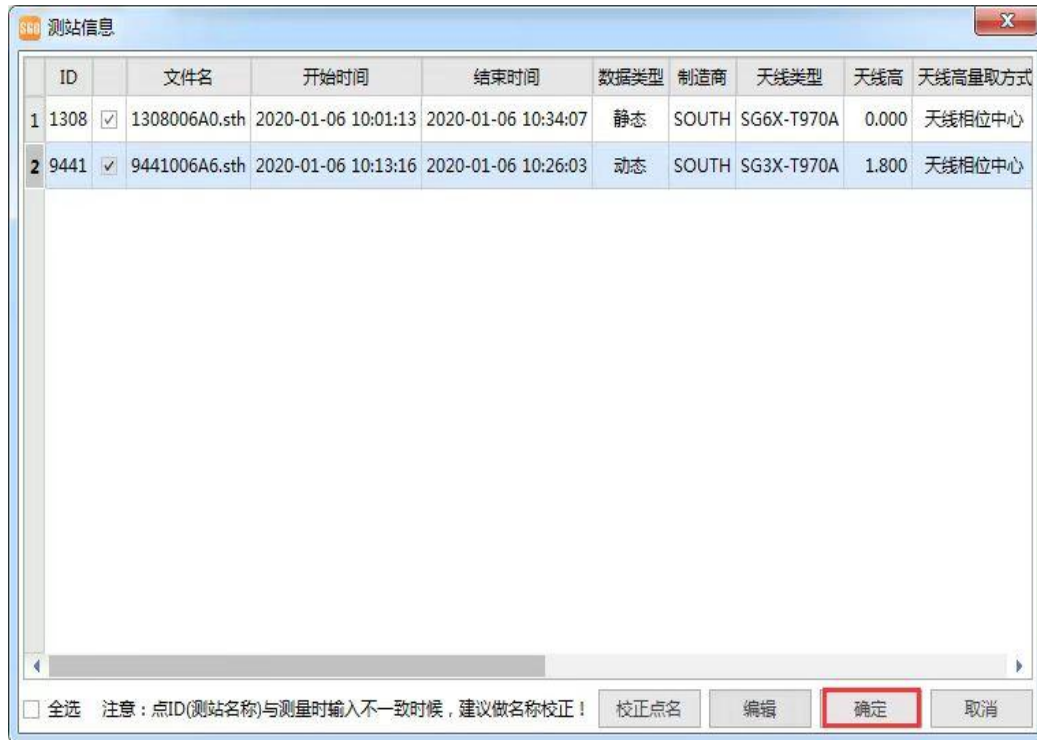 SGO 测站信息 X
ID 文件名 开始时间 结束时间 数据类型 制造商 天线类型 天线高 天线高量取方式
1 1308 1308006A0.sth 2020-01-06 10:01:13 2020-01-06 10:34:07 静态 SOUTH SG6X-T970A 0.000 天线相位中心
2 9441 9441006A6.sth 2020-01-06 10:13:16 2020-01-06 10:26:03 动态 SOUTH SG3X-T970A 1.800 天线相位中心
全选 注意：点ID(测站名称)与测量时输入不一致时候，建议做名称校正！ 校正点名 编辑 确定 取消